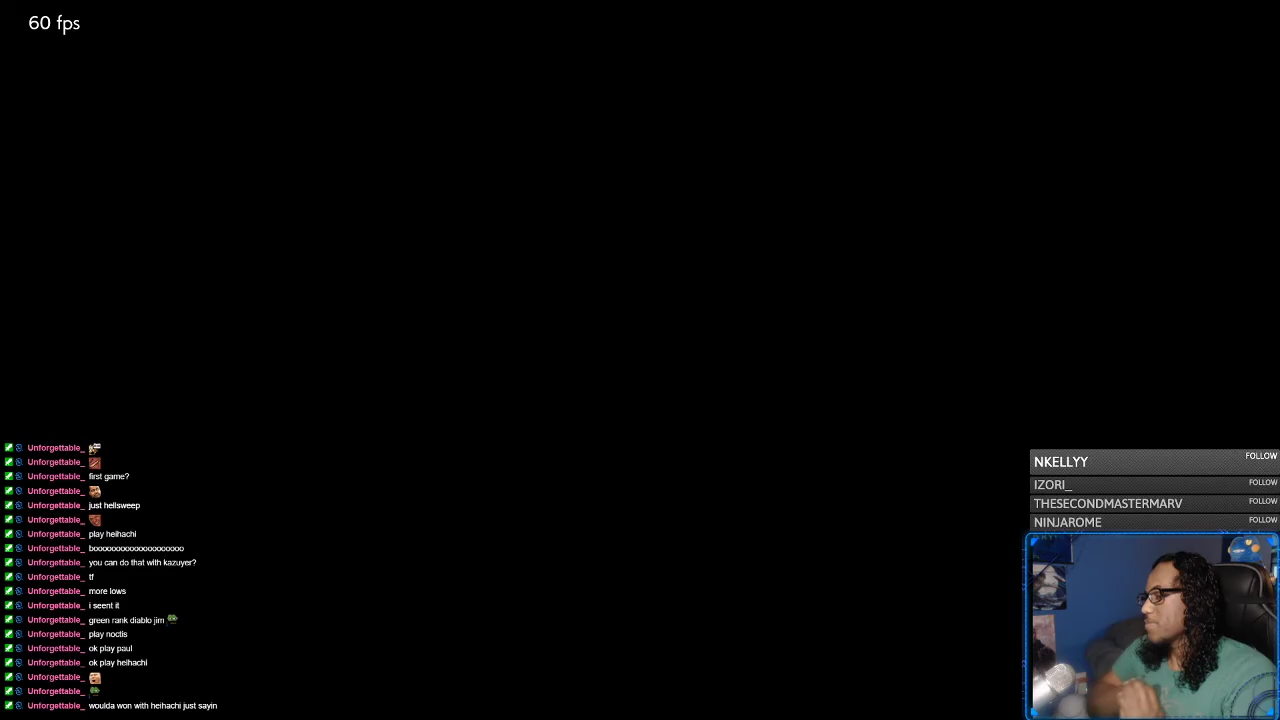 60 fps
Unforgettable_
Unforgettable_
Unforgettable_ first game?
Unforgettable_
Unforgettable_ just hellsweep
Unforgettable_
Unforgettable_ play heihachi
Unforgettable_ boooooooooooooooooooo
Unforgettable_ you can do that with kazuyer?
Unforgettable_ tf
Unforgettable_ more lows
Unforgettable_ i seent it
Unforgettable_ green rank diablo jim
Unforgettable_ play noctis
Unforgettable_ ok play paul
Unforgettable_ ok play heihachi
Unforgettable_
Unforgettable_
Unforgettable_ woulda won with heihachi just sayin
NKELLYY FOLLOW
IZORI_ FOLLOW
THESECONDMASTERMARV FOLLOW
NINJAROME FOLLOW